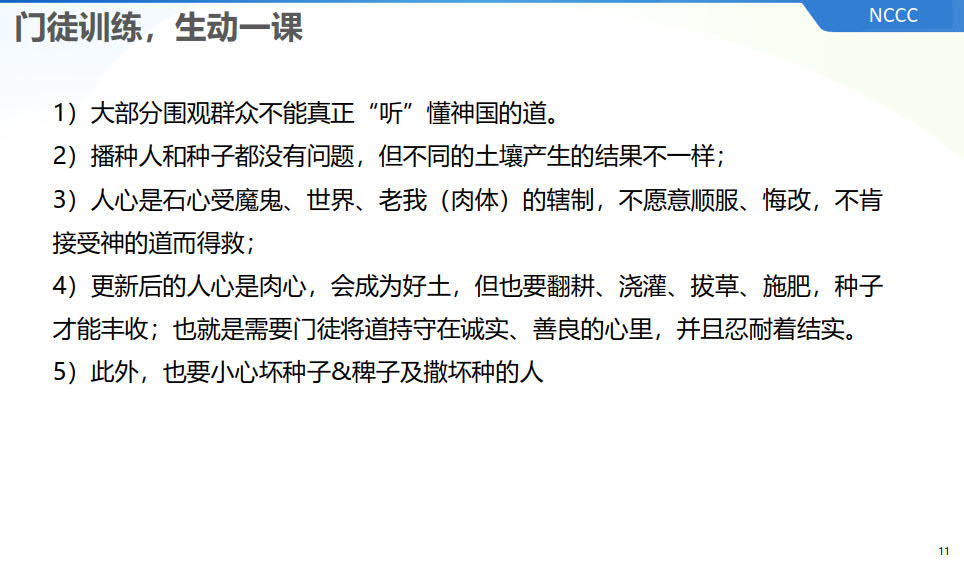 门徒训练，生动一课
NCCC
1）大部分围观群众不能真正“听”懂神国的道。
2）播种人和种子都没有问题，但不同的土壤产生的结果不一样；
3）人心是石心受魔鬼、世界、老我（肉体）的辖制，不愿意顺服、悔改，不肯
接受神的道而得救；
4）更新后的人心是肉心，会成为好土，但也要翻耕、浇灌、拔草、施肥，种子
才能丰收；也就是需要门徒将道持守在诚实、善良的心里，并且忍耐着结实。
5）此外，也要小心坏种子&稗子及撒坏种的人
11